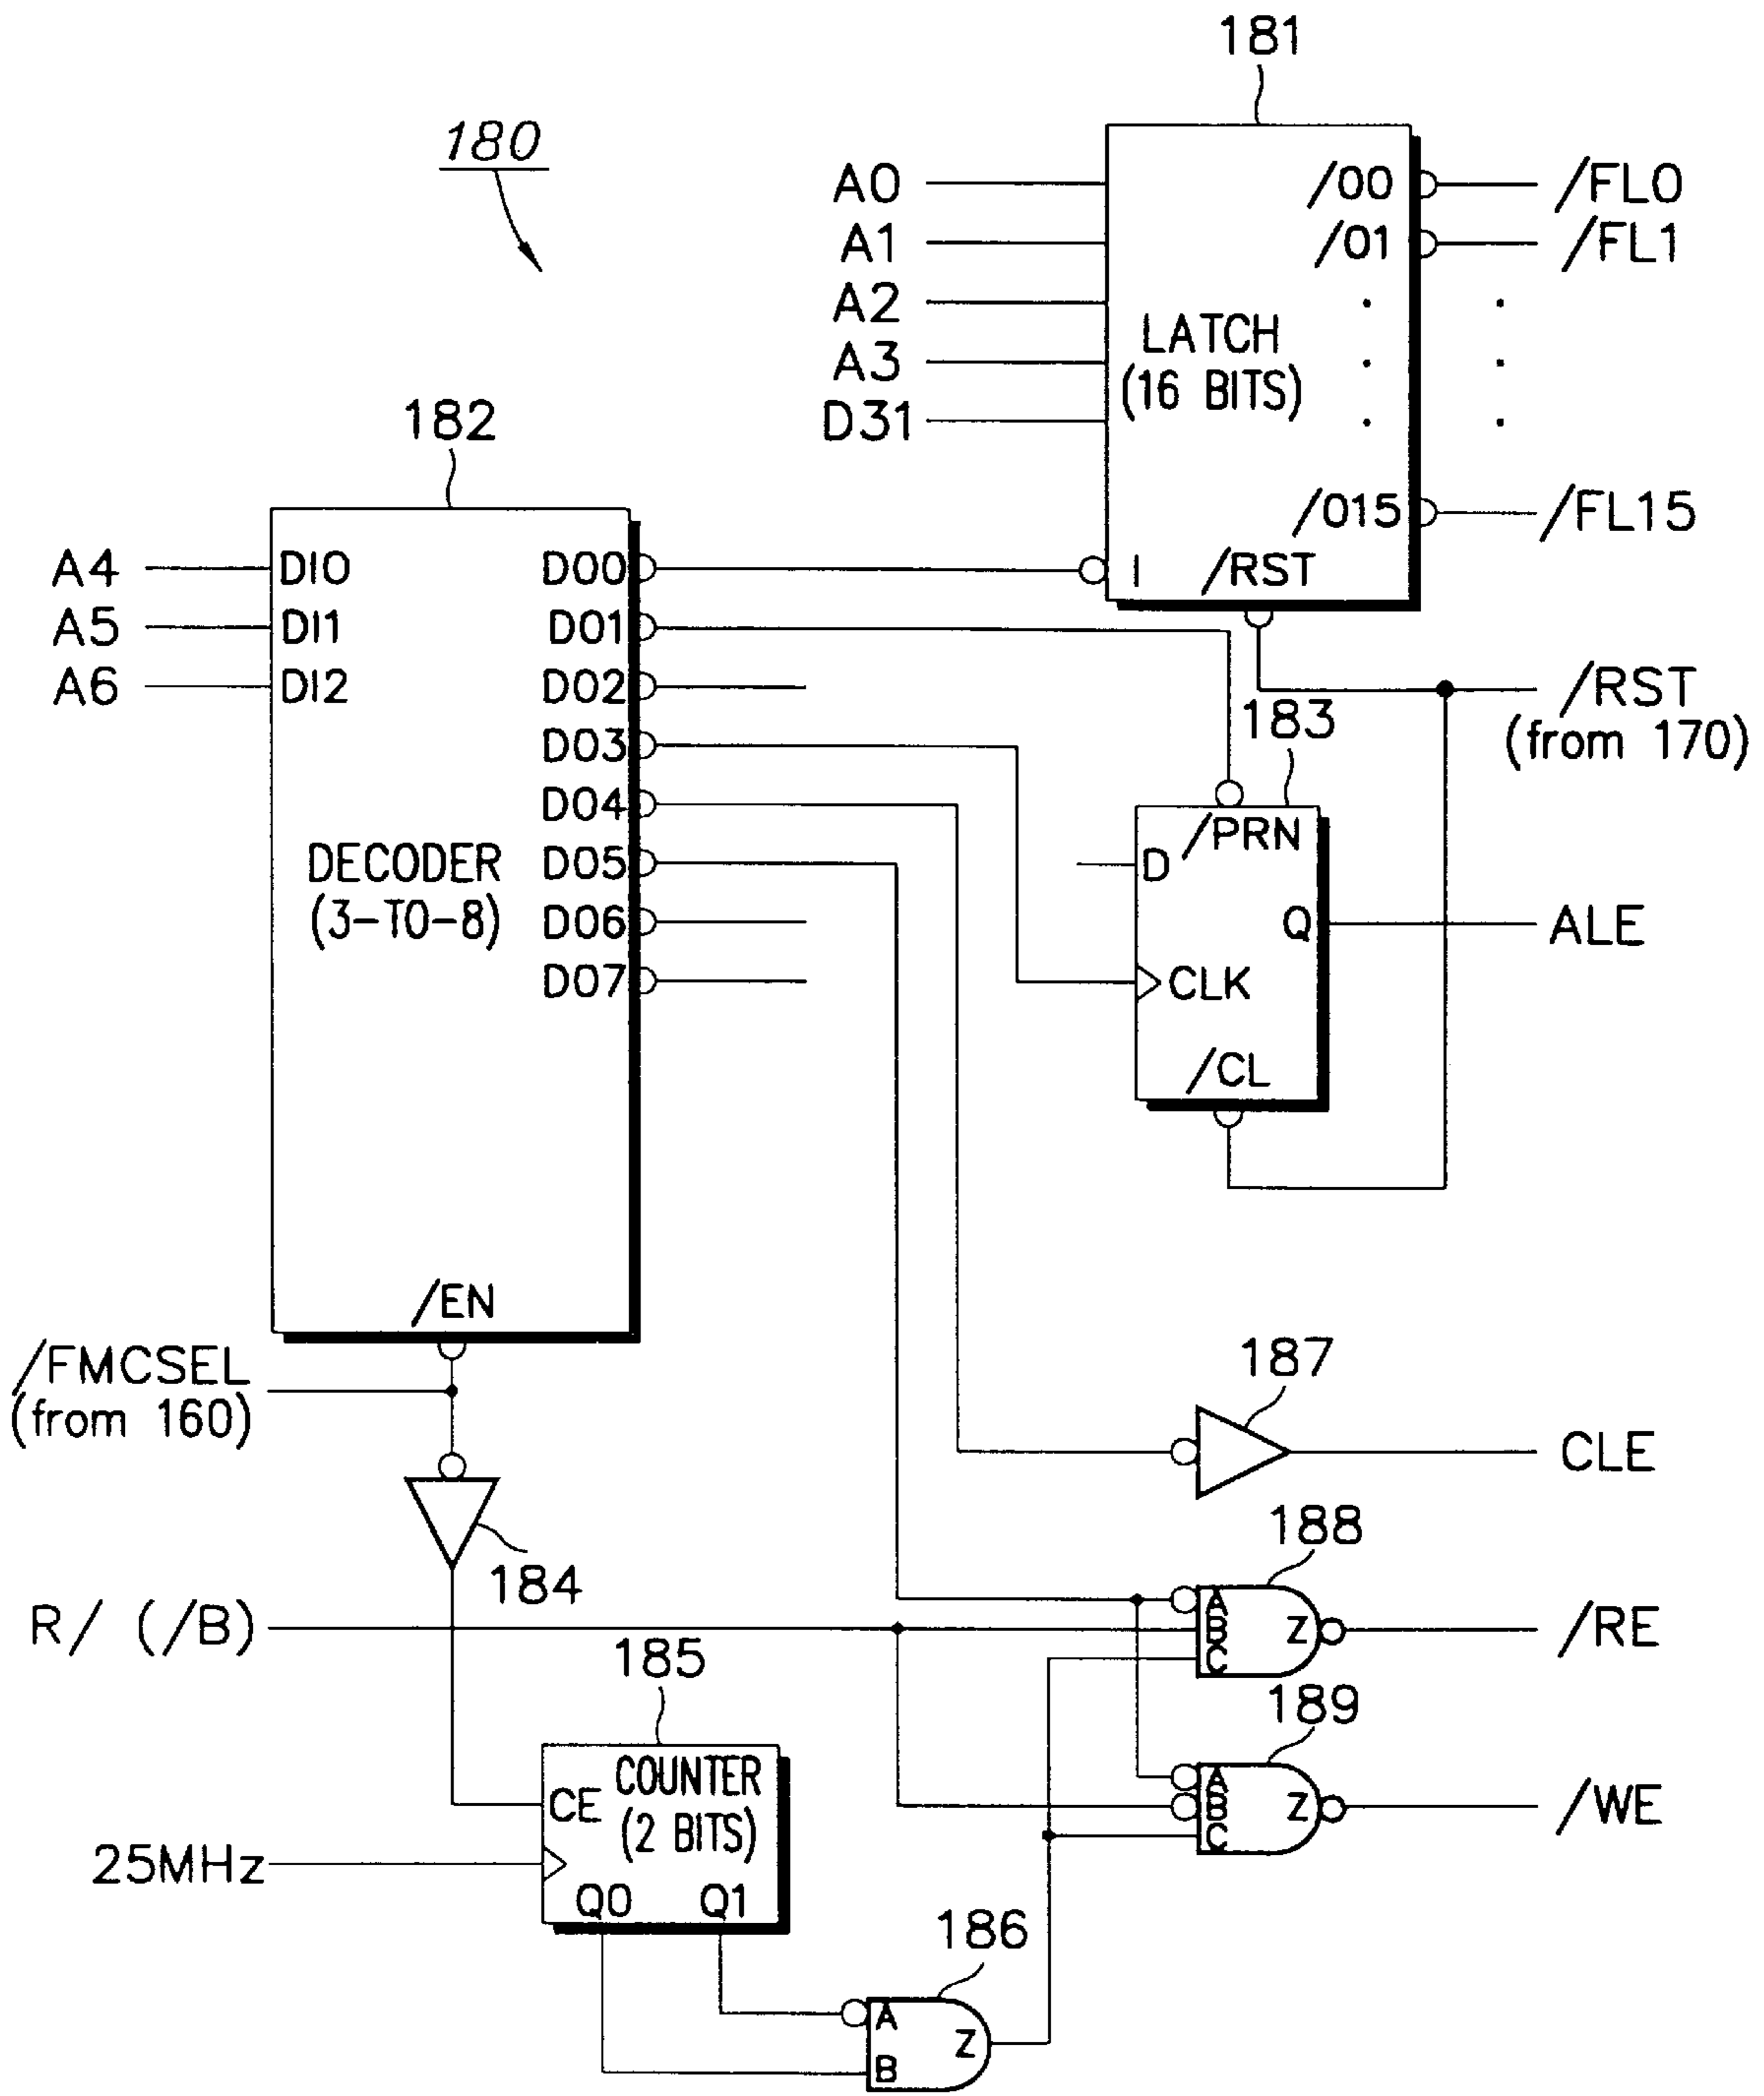 181
180
A0
/O0
/FL0
A1
/O1
/FL1
A2
A3
LATCH
(16 BITS)
D31
/O15
/FL15
I
/RST
182
A4
DI0
DO0
A5
DI1
DO1
A6
DI2
DO2
DO3
DO4
DECODER
(3-TO-8)
DO5
DO6
DO7
/RST
(from 170)
183
/PRN
D
Q
ALE
CLK
/CL
/EN
/FMCSEL
(from 160)
184
187
CLE
188
R/ (/B)
A
B
C
Z
/RE
185
189
COUNTER
(2 BITS)
CE
A
B
C
Z
/WE
25MHz
Q0
Q1
186
A
B
Z